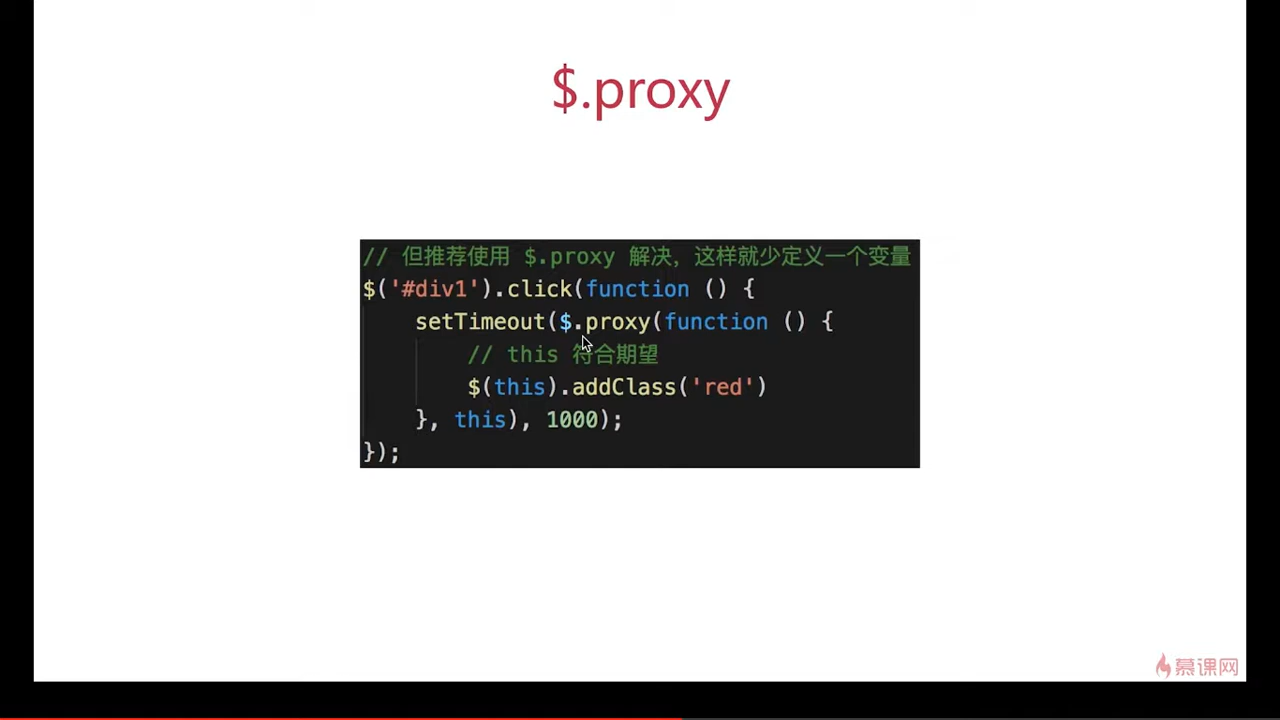 $.proxy
// 但推荐使用 $.proxy 解决，这样就少定义一个变量
$('#div1').click(function () {
setTimeout($.proxy(function () {
// this 符合期望
$(this).addClass('red')
}, this), 1000);
});
慕课网